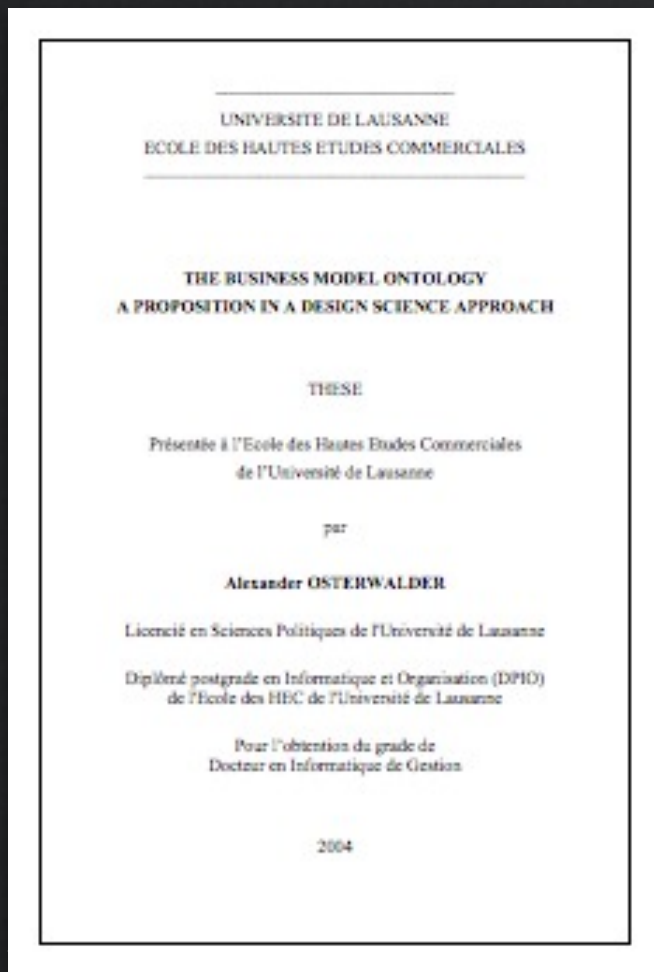 UNIVERSITE DE LAUSANNE
ECOLE DES HAUTES ETUDES COMMERCIALES
THE BUSINESS MODEL ONTOLOGY
A PROPOSITION IN A DESIGN SCIENCE APPROACH
THESE
Présentée à l'Ecole des Hautes Etudes Commerciales
de l'Université de Lausanne
par
Alexander OSTERWALDER
Licencié en Sciences Politiques de l'Université de Lausanne
Diplômé postgrade en Informatique et Organisation (DPIO)
de l'Ecole des HEC de l'Université de Lausanne
Pour l'obtention du grade de
Docteur en Informatique de Gestion
2004